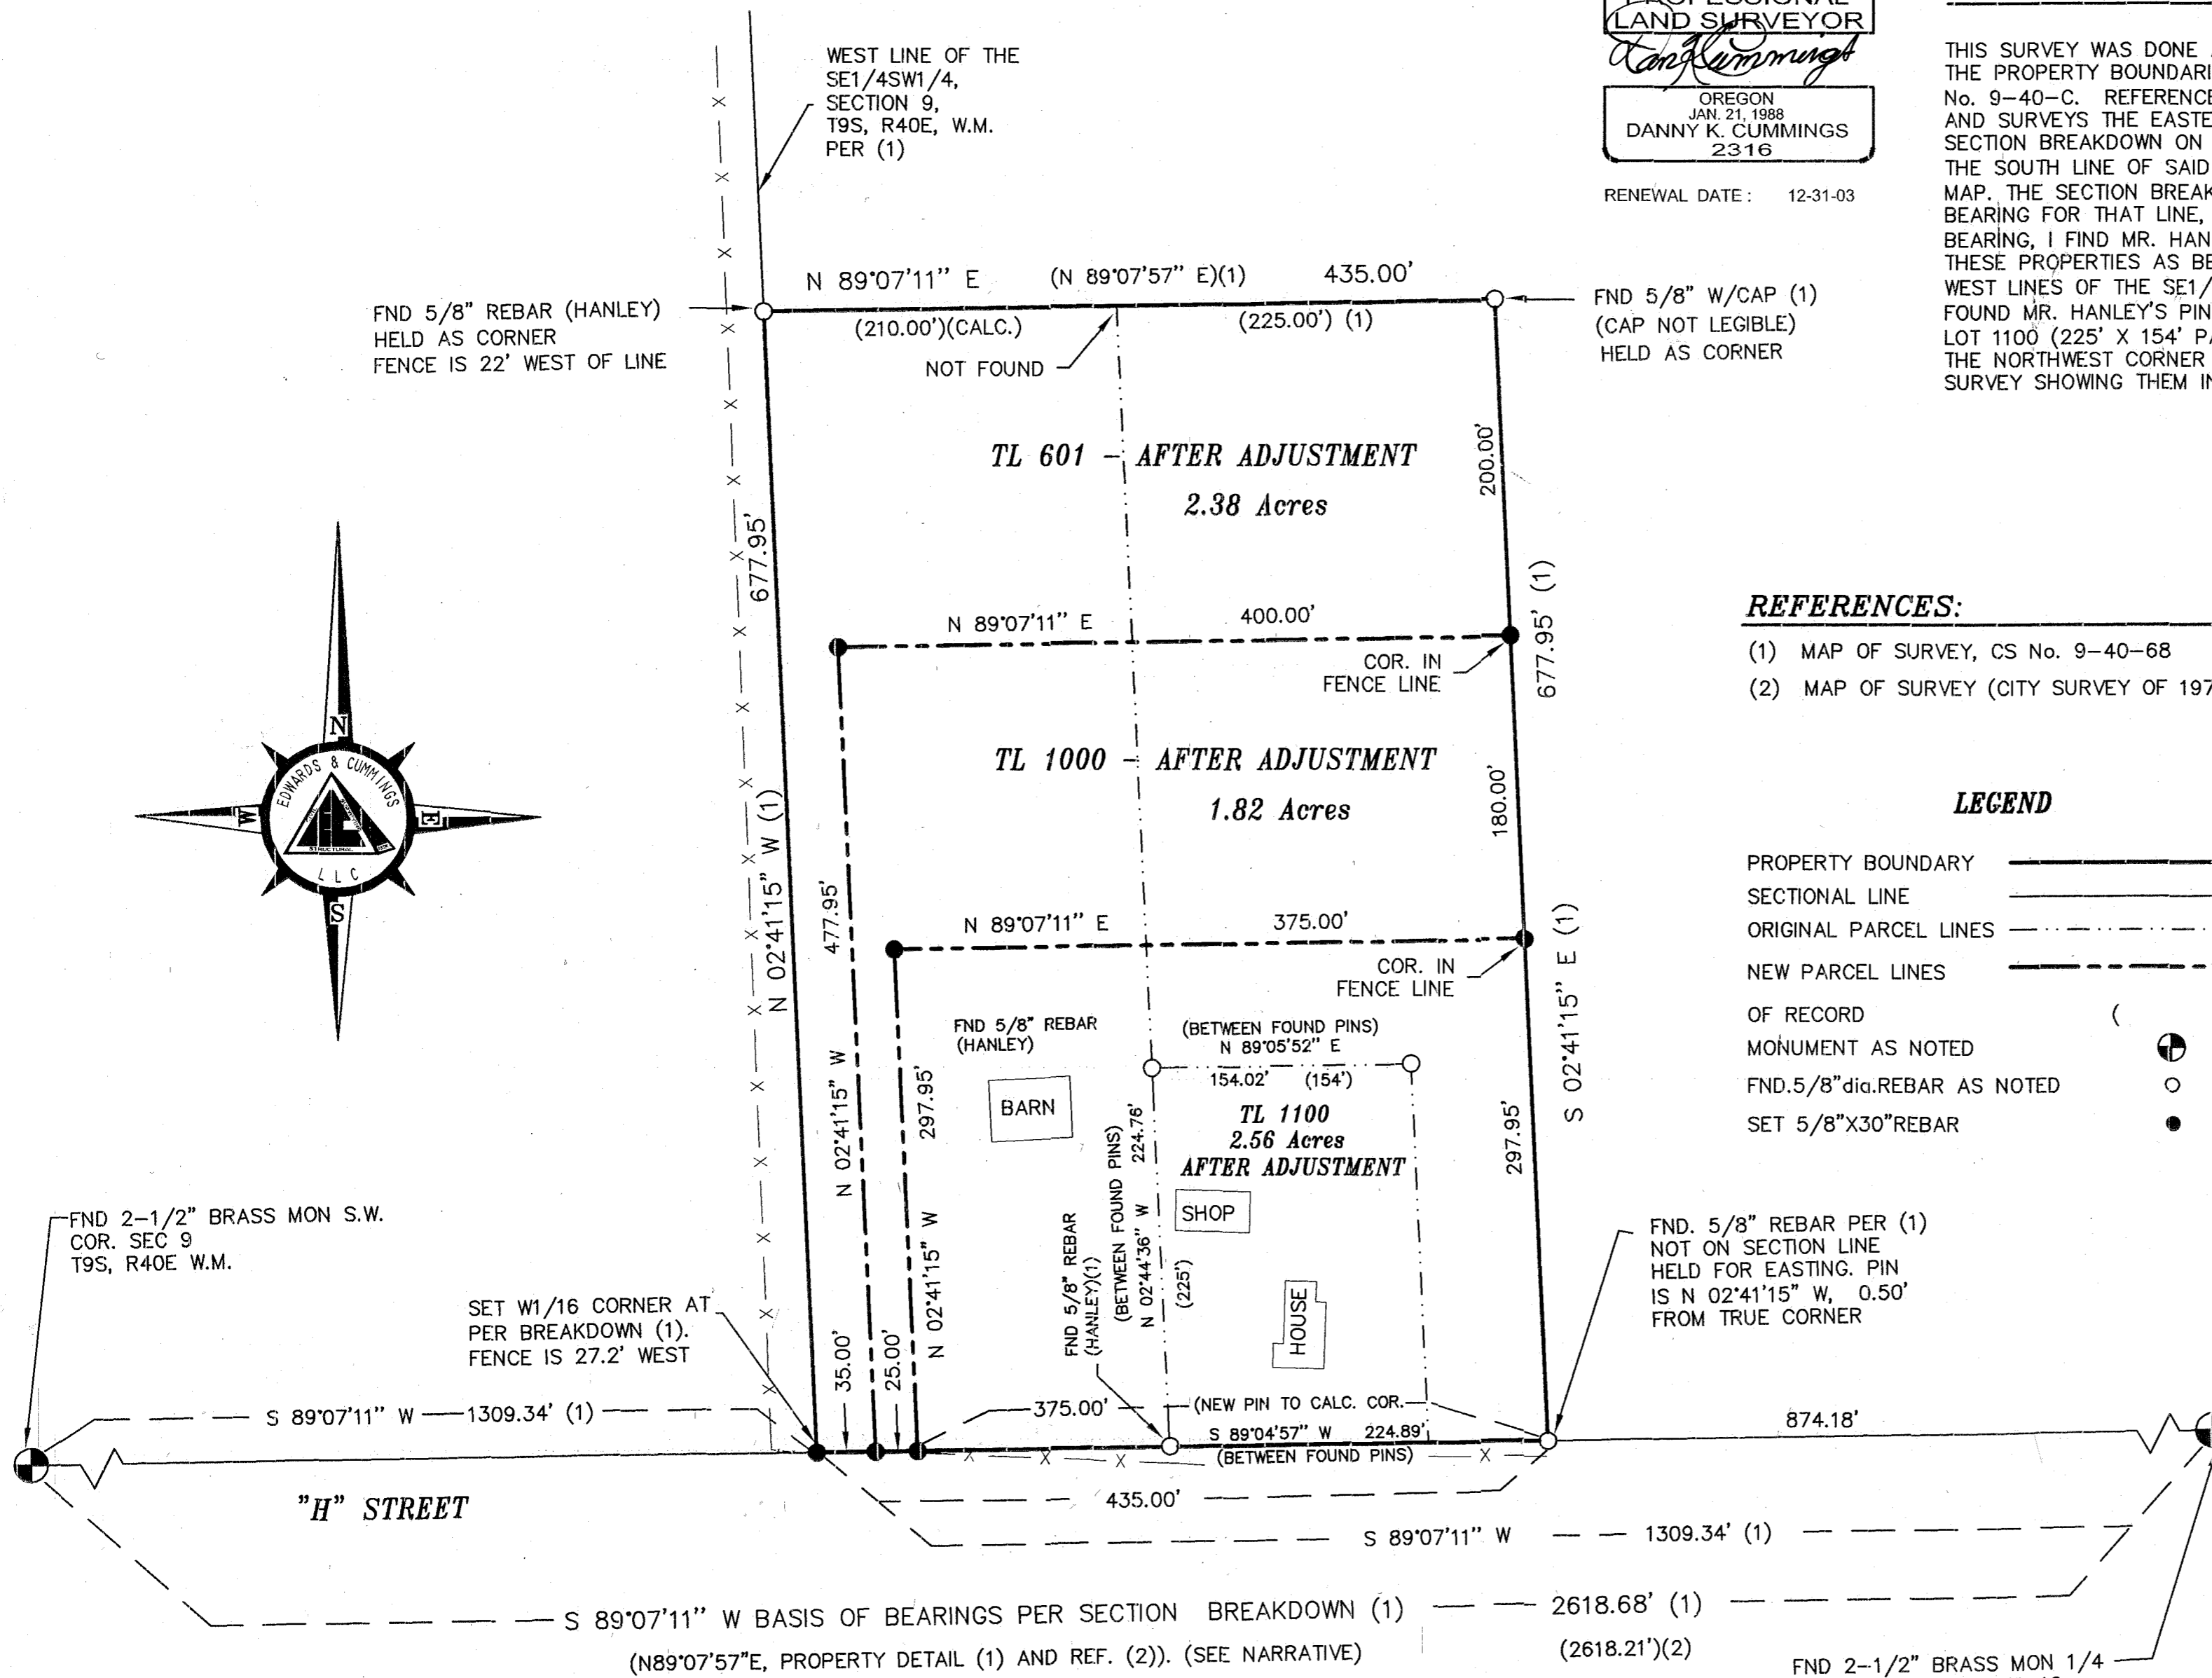 PROFESSIONAL
LAND SURVEYOR
OREGON
JAN. 21, 1988
DANNY K. CUMMINGS
2316
RENEWAL DATE : 12-31-03
THIS SURVEY WAS DONE
THE PROPERTY BOUNDARI
No. 9-40-C. REFERENCE
AND SURVEYS THE EASTE
SECTION BREAKDOWN ON
THE SOUTH LINE OF SAID
MAP. THE SECTION BREAK
BEARING FOR THAT LINE,
BEARING, I FIND MR. HAN
THESE PROPERTIES AS BE
WEST LINES OF THE SE1/
FOUND MR. HANLEY'S PIN
LOT 1100 (225' X 154' PA
THE NORTHWEST CORNER
SURVEY SHOWING THEM IN
WEST LINE OF THE
SE1/4SW1/4,
SECTION 9,
T9S, R40E, W.M.
PER (1)
N 89°07'11" E (N 89°07'57" E)(1) 435.00'
(210.00')(CALC.) (225.00') (1)
NOT FOUND
FND 5/8" REBAR (HANLEY)
HELD AS CORNER
FENCE IS 22' WEST OF LINE
FND 5/8" W/CAP (1)
(CAP NOT LEGIBLE)
HELD AS CORNER
TL 601 - AFTER ADJUSTMENT
2.38 Acres
200.00'
677.95'
N 02°41'15" W (1)
677.95' (1)
S 02°41'15" E (1)
N 89°07'11" E 400.00'
COR. IN
FENCE LINE
REFERENCES:
(1) MAP OF SURVEY, CS No. 9-40-68
(2) MAP OF SURVEY (CITY SURVEY OF 197
TL 1000 - AFTER ADJUSTMENT
1.82 Acres
180.00'
477.95'
N 02°41'15" W
N
EDWARDS & CUMMINGS
W
E
STRUCTURAL
LLC
S
LEGEND
PROPERTY BOUNDARY
SECTIONAL LINE
ORIGINAL PARCEL LINES
NEW PARCEL LINES
OF RECORD (
MONUMENT AS NOTED
FND.5/8"dia.REBAR AS NOTED
SET 5/8"X30"REBAR
N 89°07'11" E 375.00'
COR. IN
FENCE LINE
297.95'
N 02°41'15" W
FND 5/8" REBAR
(HANLEY)
BARN
(BETWEEN FOUND PINS)
N 89°05'52" E
154.02' (154')
TL 1100
2.56 Acres
AFTER ADJUSTMENT
297.95'
(BETWEEN FOUND PINS)
N 02°44'36" W 224.76'
(225')
FND 5/8" REBAR
(HANLEY)(1)
SHOP
HOUSE
FND 2-1/2" BRASS MON S.W.
COR. SEC 9
T9S, R40E W.M.
SET W1/16 CORNER AT
PER BREAKDOWN (1).
FENCE IS 27.2' WEST
FND. 5/8" REBAR PER (1)
NOT ON SECTION LINE
HELD FOR EASTING. PIN
IS N 02°41'15" W, 0.50'
FROM TRUE CORNER
35.00'
25.00'
S 89°07'11" W 1309.34' (1)
375.00' (NEW PIN TO CALC. COR.
S 89°04'57" W 224.89'
(BETWEEN FOUND PINS)
874.18'
"H" STREET
435.00'
S 89°07'11" W 1309.34' (1)
S 89°07'11" W BASIS OF BEARINGS PER SECTION BREAKDOWN (1) 2618.68' (1)
(N89°07'57"E, PROPERTY DETAIL (1) AND REF. (2)). (SEE NARRATIVE) (2618.21')(2)
FND 2-1/2" BRASS MON 1/4